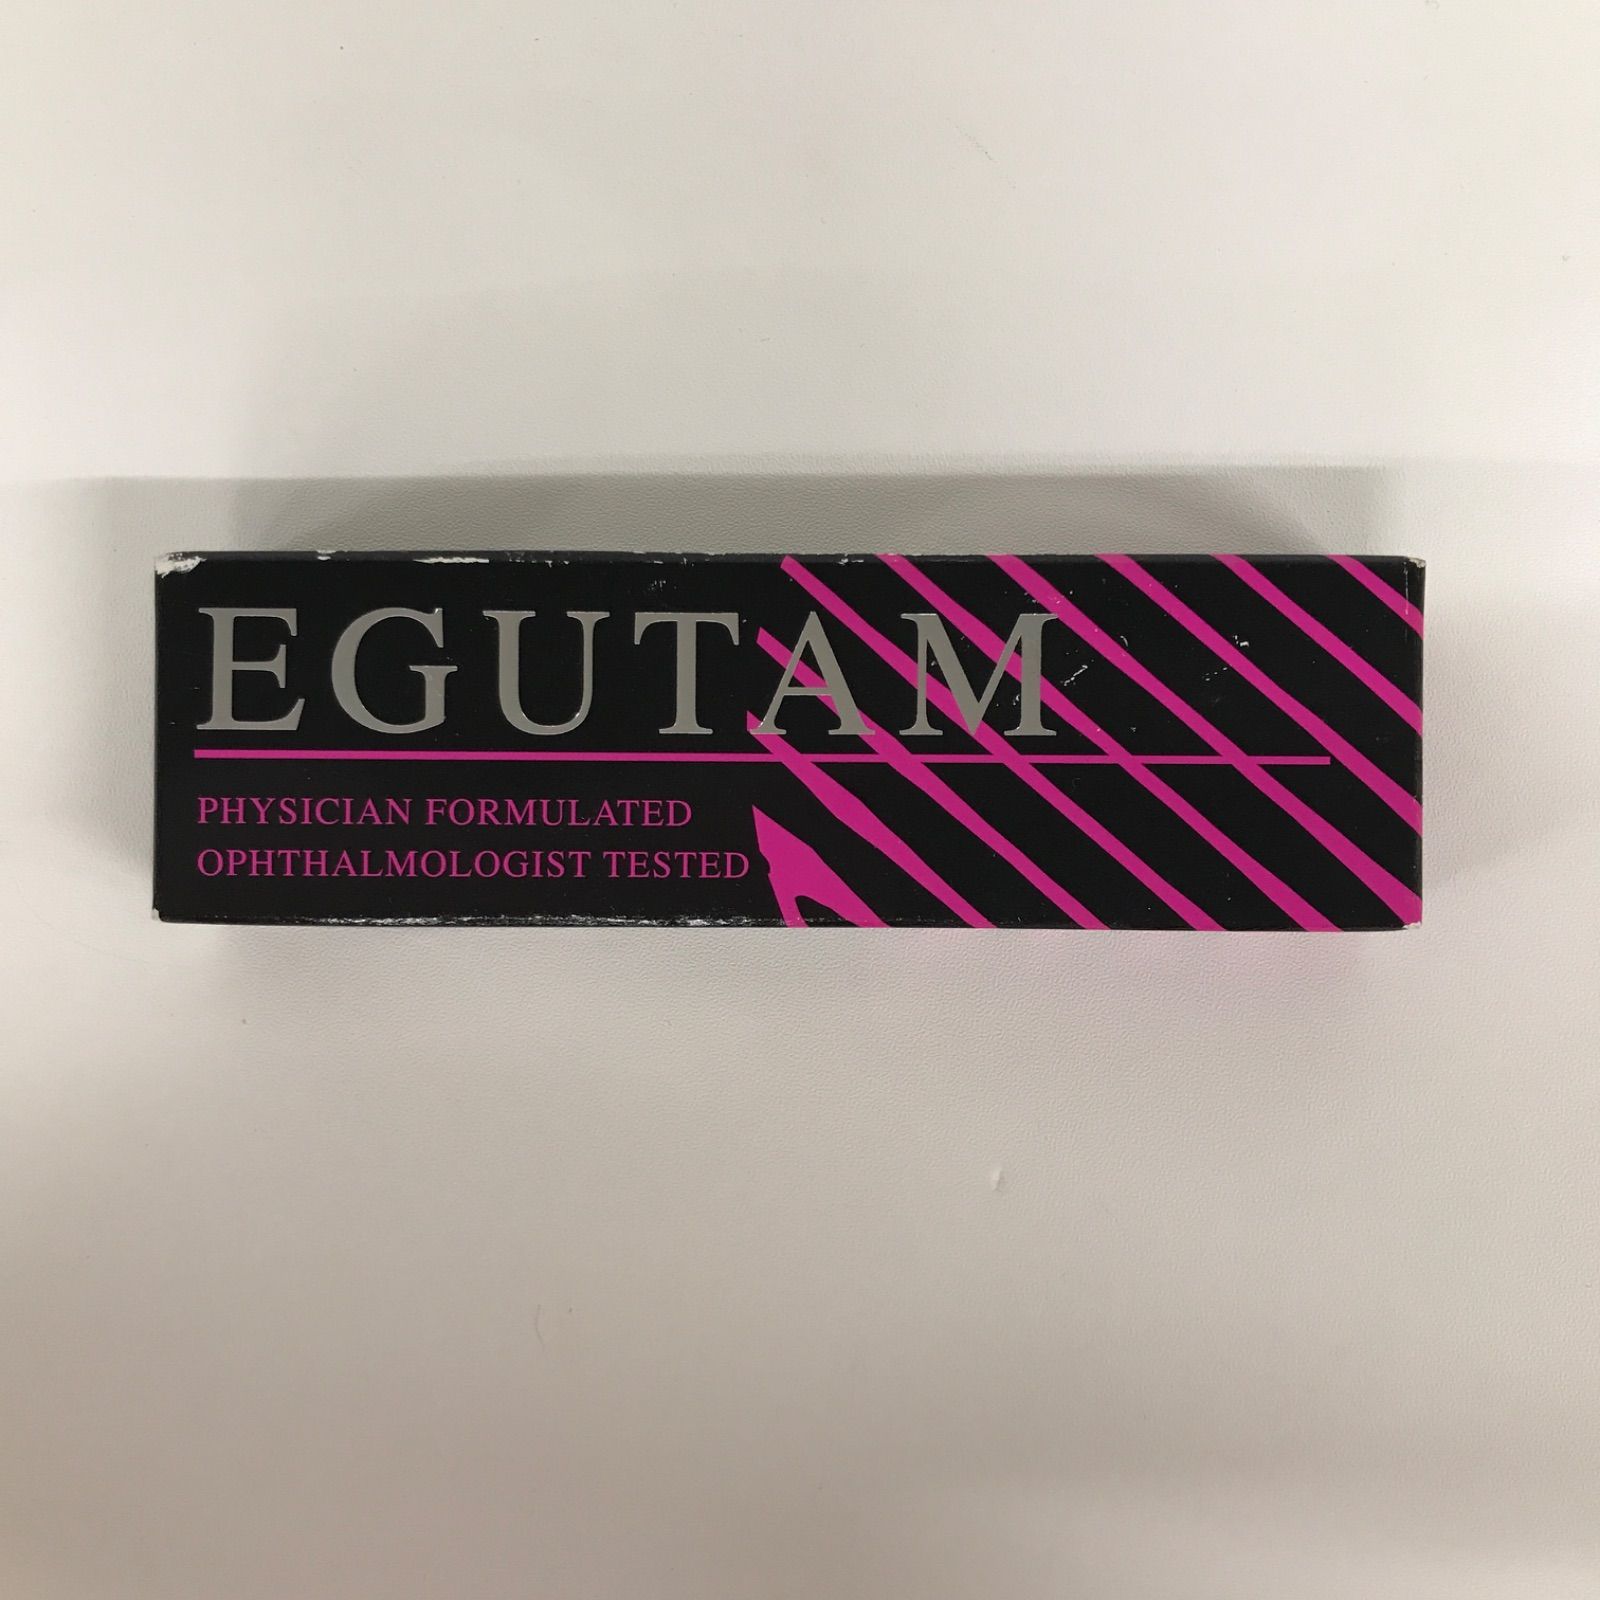 EGUTAM
PHYSICIAN FORMULATED
OPHTHALMOLOGIST TESTED